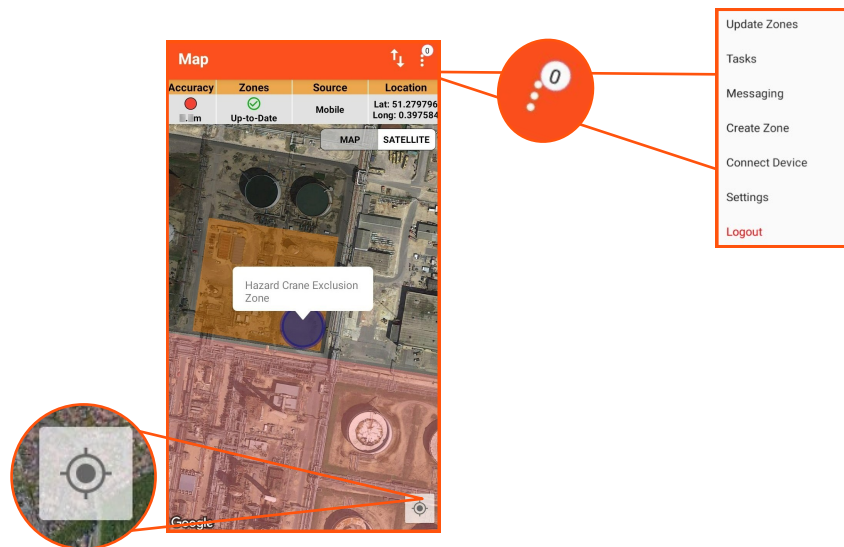 Map
0
Accuracy Zones Source Location
m Up-to-Date Mobile Lat: 51.279796
Long: 0.397584
MAP SATELLITE
Hazard Crane Exclusion
Zone
Google
0
Update Zones
Tasks
Messaging
Create Zone
Connect Device
Settings
Logout